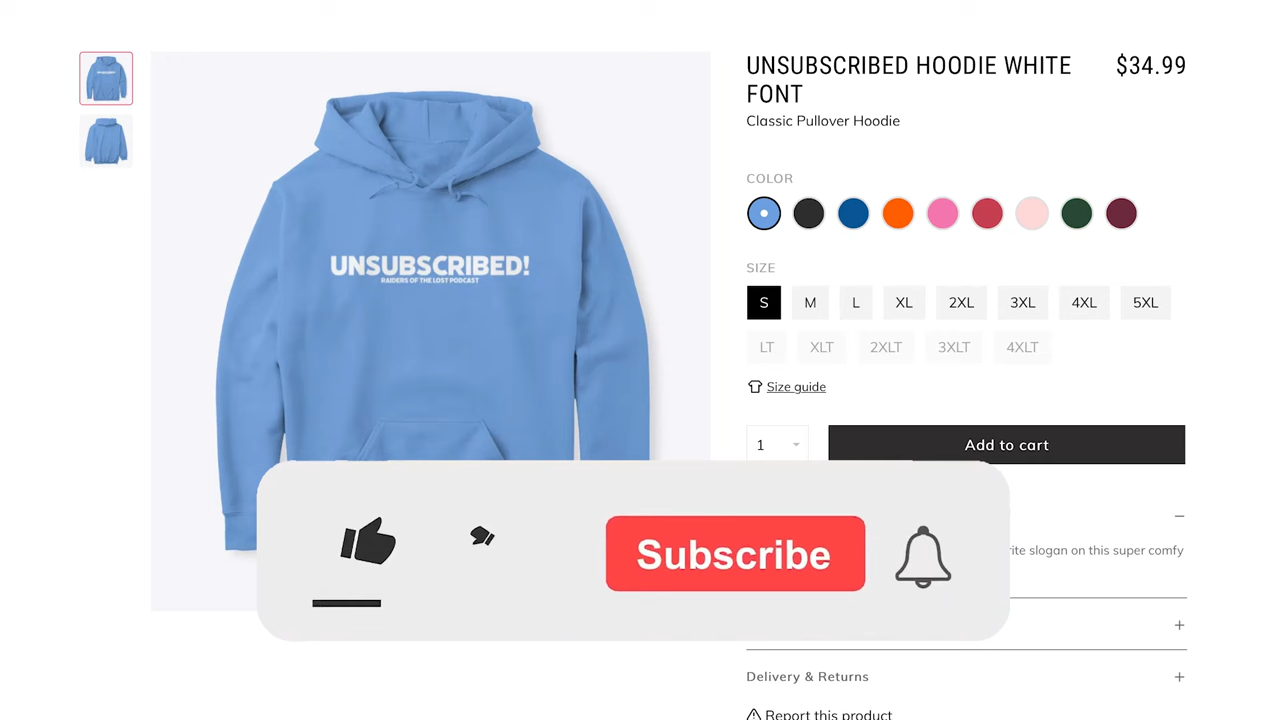 UNSUBSCRIBED HOODIE WHITE
FONT
$34.99
Classic Pullover Hoodie
COLOR
UNSUBSCRIBED!
RAIDERS OF THE LOST PODCAST
SIZE
S M L XL 2XL 3XL 4XL 5XL
LT XLT 2XLT 3XLT 4XLT
Size guide
1
Add to cart
Subscribe
slogan on this super comfy
Delivery & Returns
Report this product